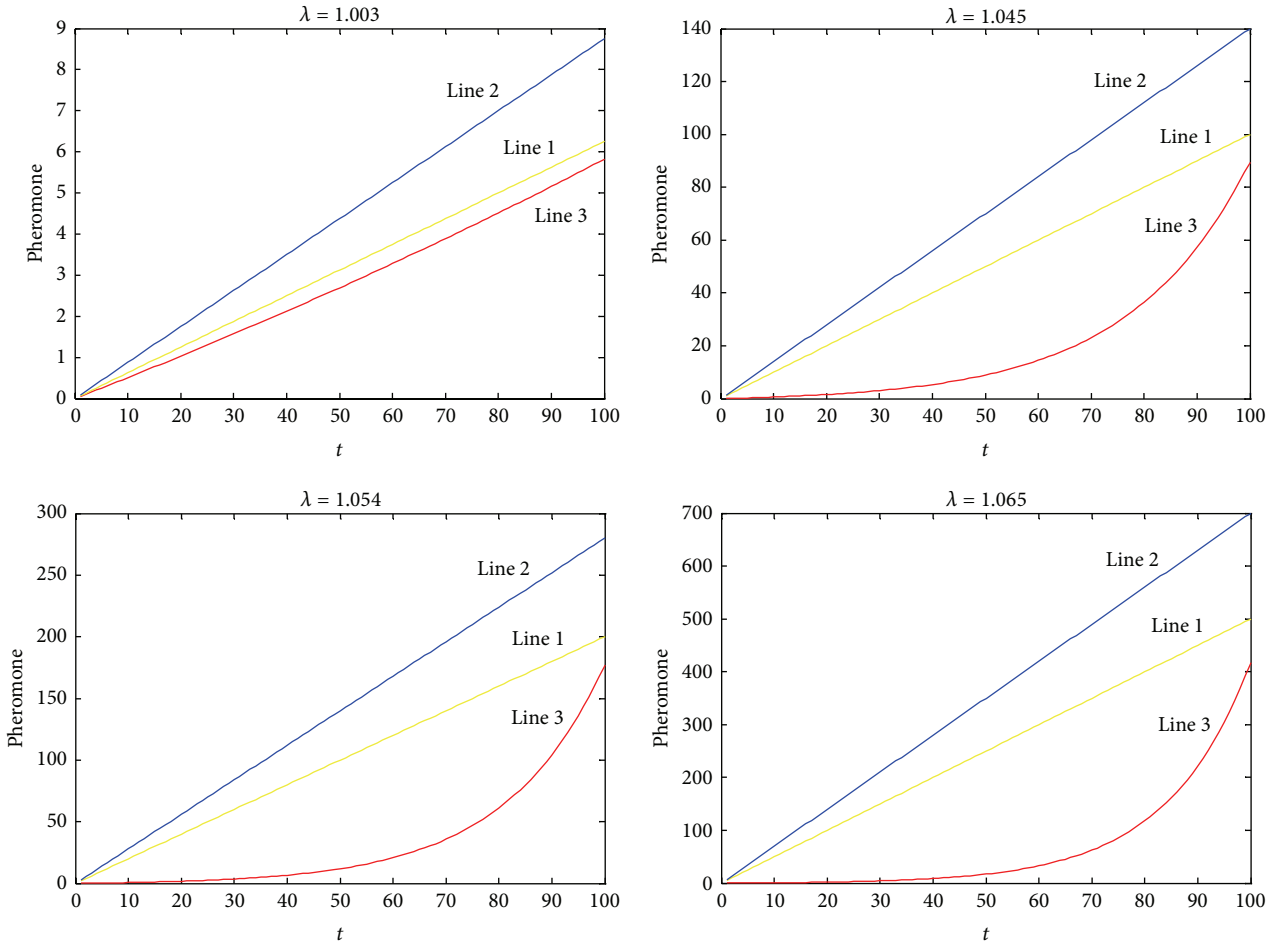 λ = 1.003
9
8
7
6
5
4
3
2
1
0
Pheromone
Line 2
Line 1
Line 3
0 10 20 30 40 50 60 70 80 90 100
t
λ = 1.045
140
120
100
80
60
40
20
0
Pheromone
Line 2
Line 1
Line 3
0 10 20 30 40 50 60 70 80 90 100
t
λ = 1.054
300
250
200
150
100
50
0
Pheromone
Line 2
Line 1
Line 3
0 10 20 30 40 50 60 70 80 90 100
t
λ = 1.065
700
600
500
400
300
200
100
0
Pheromone
Line 2
Line 1
Line 3
0 10 20 30 40 50 60 70 80 90 100
t